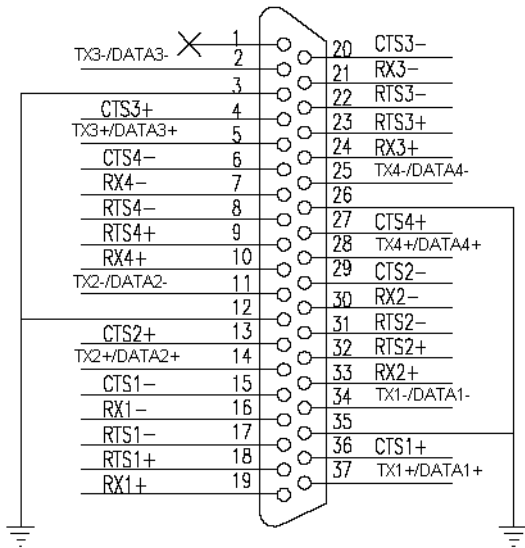 1
TX3-/DATA3- 2
3
CTS3+ 4
TX3+/DATA3+ 5
CTS4- 6
RX4- 7
RTS4- 8
RTS4+ 9
RX4+ 10
TX2-/DATA2- 11
12
CTS2+ 13
TX2+/DATA2+ 14
CTS1- 15
RX1- 16
RTS1- 17
RTS1+ 18
RX1+ 19
20 CTS3-
21 RX3-
22 RTS3-
23 RTS3+
24 RX3+
25 TX4-/DATA4-
26
27 CTS4+
28 TX4+/DATA4+
29 CTS2-
30 RX2-
31 RTS2-
32 RTS2+
33 RX2+
34 TX1-/DATA1-
35
36 CTS1+
37 TX1+/DATA1+